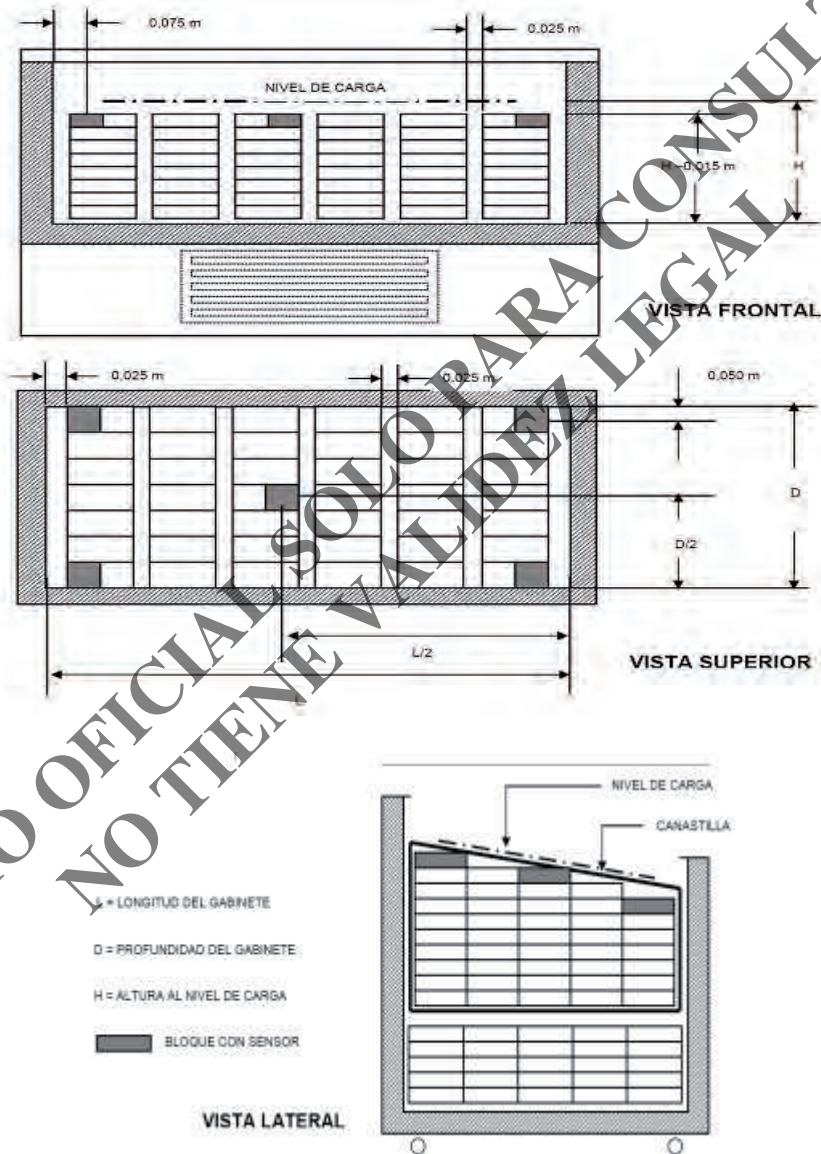 0,075 m
0,025 m
NIVEL DE CARGA
H -0,015 m
H
VISTA FRONTAL
0,025 m
0,025 m
0,050 m
D
D/2
L/2
L
VISTA SUPERIOR
NIVEL DE CARGA
CANASTILLA
L = LONGITUD DEL GABINETE
D = PROFUNDIDAD DEL GABINETE
H = ALTURA AL NIVEL DE CARGA
BLOQUE CON SENSOR
VISTA LATERAL
OFICIAL SOLO PARA CONSULT
NO TIENE VALIDEZ LEGAL